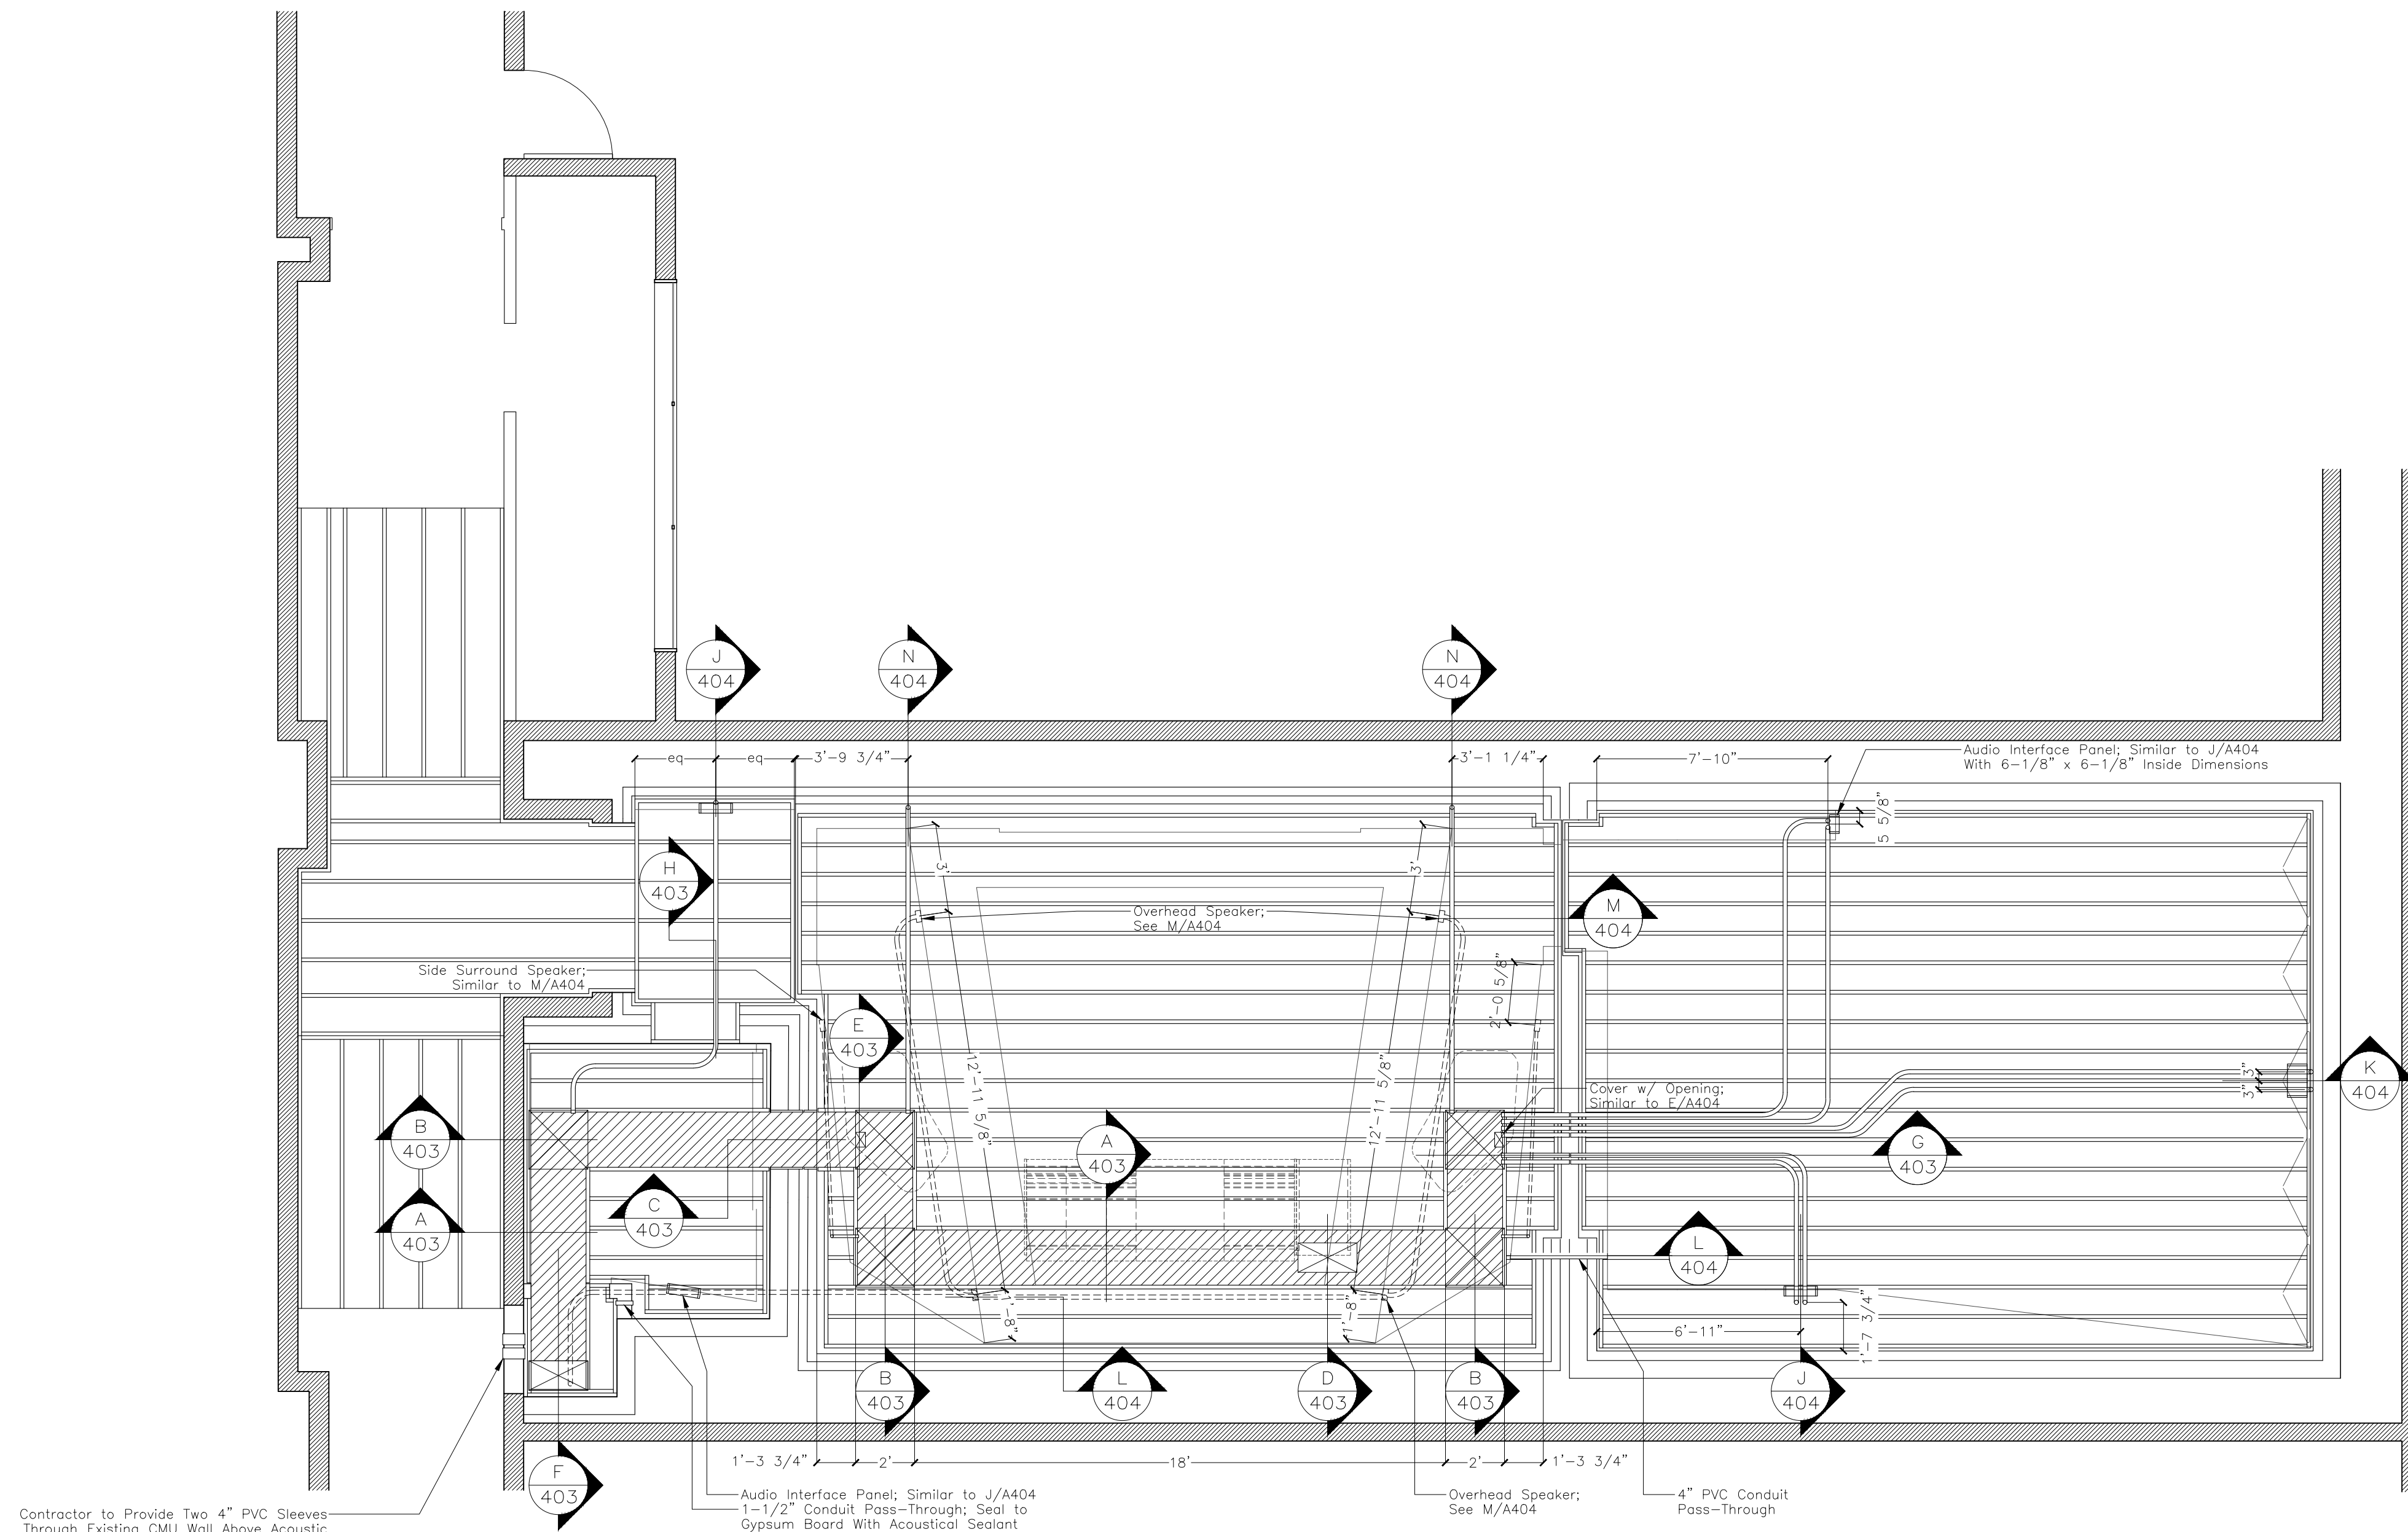 J
404
N
404
N
404
eq
eq
3'-9 3/4"
3'-1 1/4"
7'-10"
Audio Interface Panel; Similar to J/A404
With 6-1/8" x 6-1/8" Inside Dimensions
5 5/8"
3'
3'
H
403
M
404
Overhead Speaker;
See M/A404
Side Surround Speaker;
Similar to M/A404
2'-0 5/8"
E
403
12'-11 5/8"
12'-11 5/8"
Cover w/ Opening;
Similar to E/A404
3"
3"
K
404
B
403
A
403
G
403
C
403
A
403
L
404
1'-8"
1'-8"
6'-11"
1'-7 3/4"
B
403
L
404
D
403
B
403
J
404
F
403
1'-3 3/4"
2'
18'
2'
1'-3 3/4"
Contractor to Provide Two 4" PVC Sleeves
Through Existing CMU Wall Above Acoustic
Audio Interface Panel; Similar to J/A404
1-1/2" Conduit Pass-Through; Seal to
Gypsum Board With Acoustical Sealant
Overhead Speaker;
See M/A404
4" PVC Conduit
Pass-Through